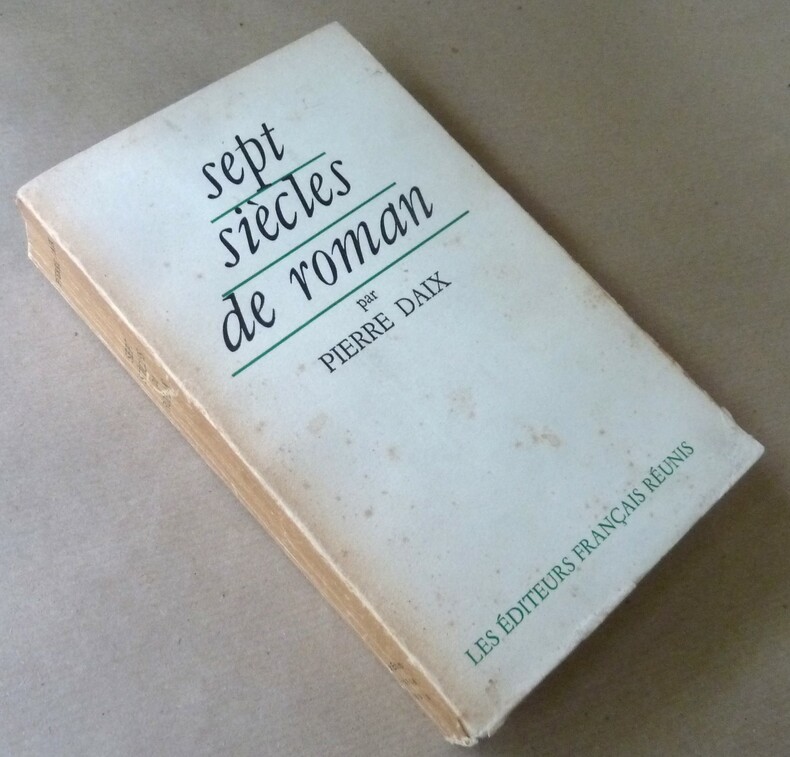 sept
siècles
de roman
par
PIERRE DAIX
LES ÉDITEURS FRANÇAIS RÉUNIS